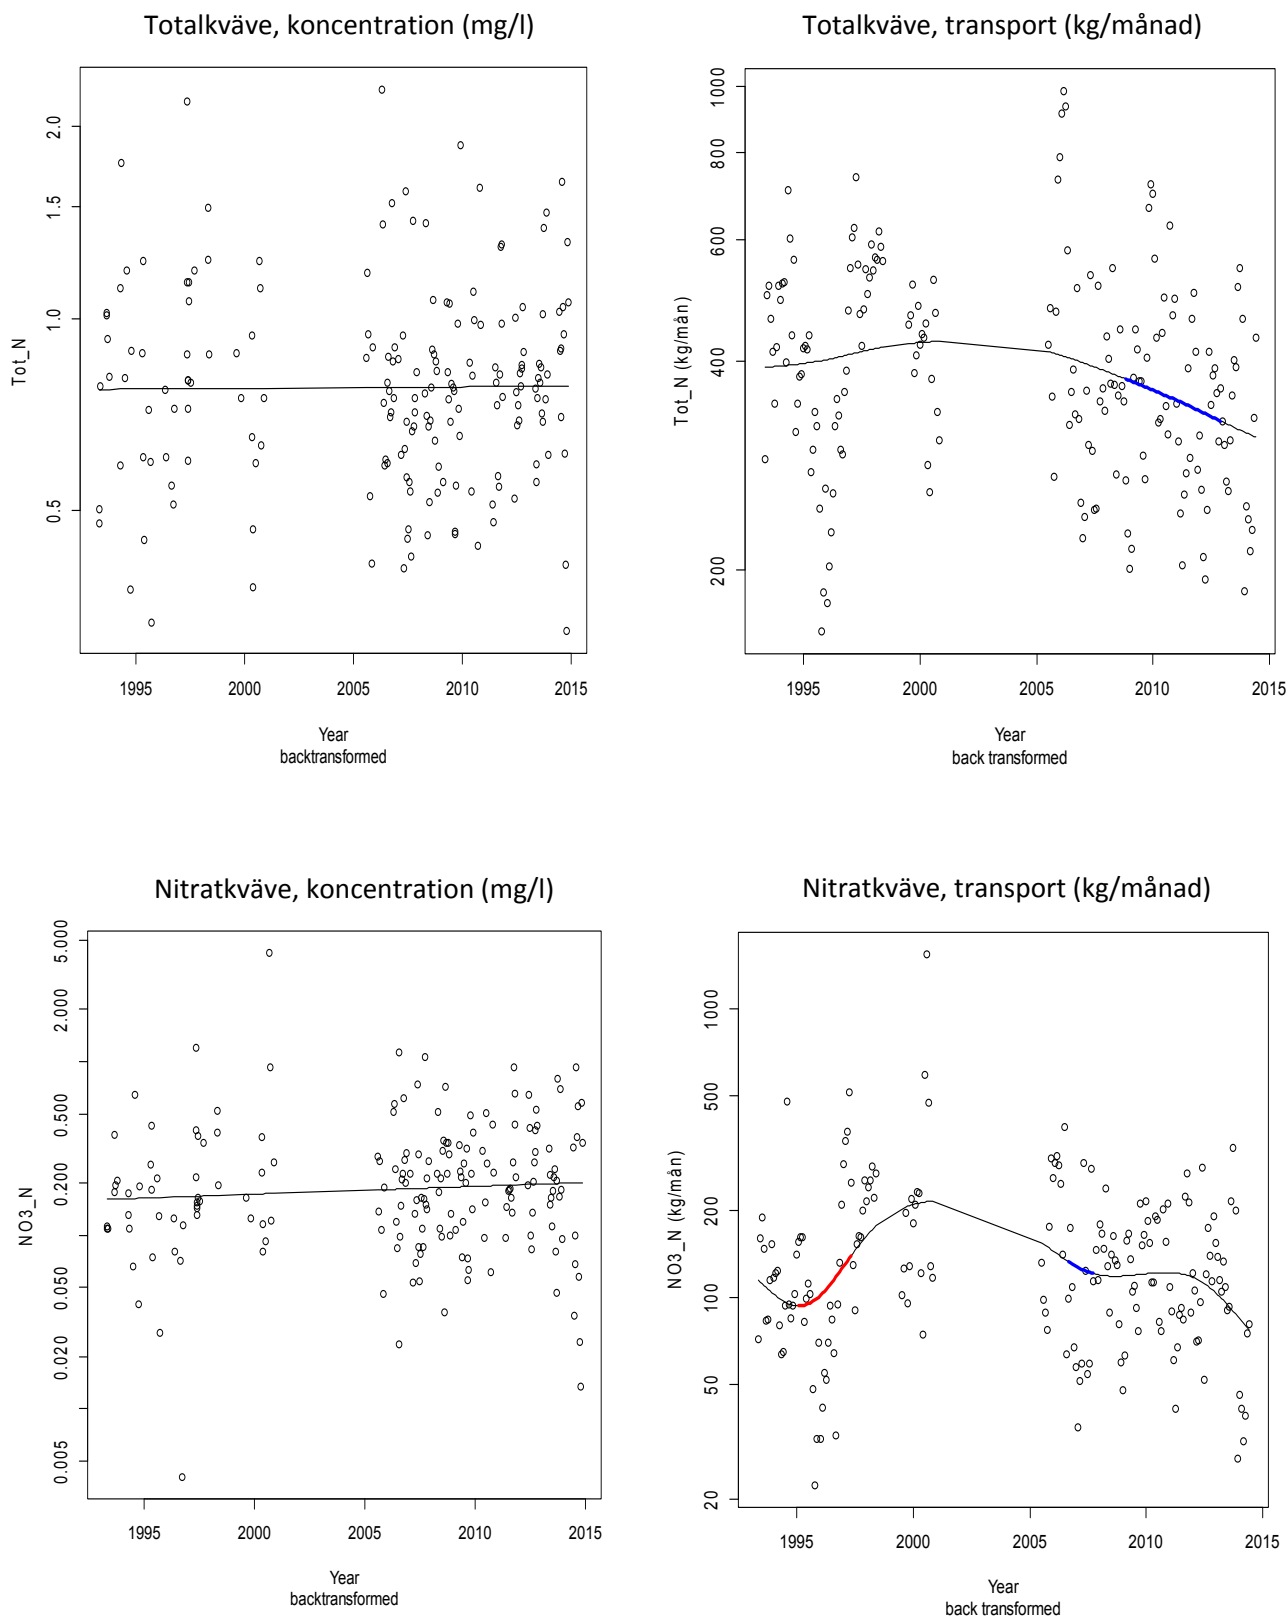 Totalkväve, koncentration (mg/l)
2.0
1.5
1.0
0.5
Tot_N
1995
2000
2005
2010
2015
Year
backtransformed
Totalkväve, transport (kg/månad)
1000
800
600
400
200
Tot_N (kg/mån)
1995
2000
2005
2010
2015
Year
back transformed
Nitratkväve, koncentration (mg/l)
5.000
2.000
0.500
0.200
0.050
0.020
0.005
NO3_N
1995
2000
2005
2010
2015
Year
backtransformed
Nitratkväve, transport (kg/månad)
1000
500
200
100
50
20
NO3_N (kg/mån)
1995
2000
2005
2010
2015
Year
back transformed